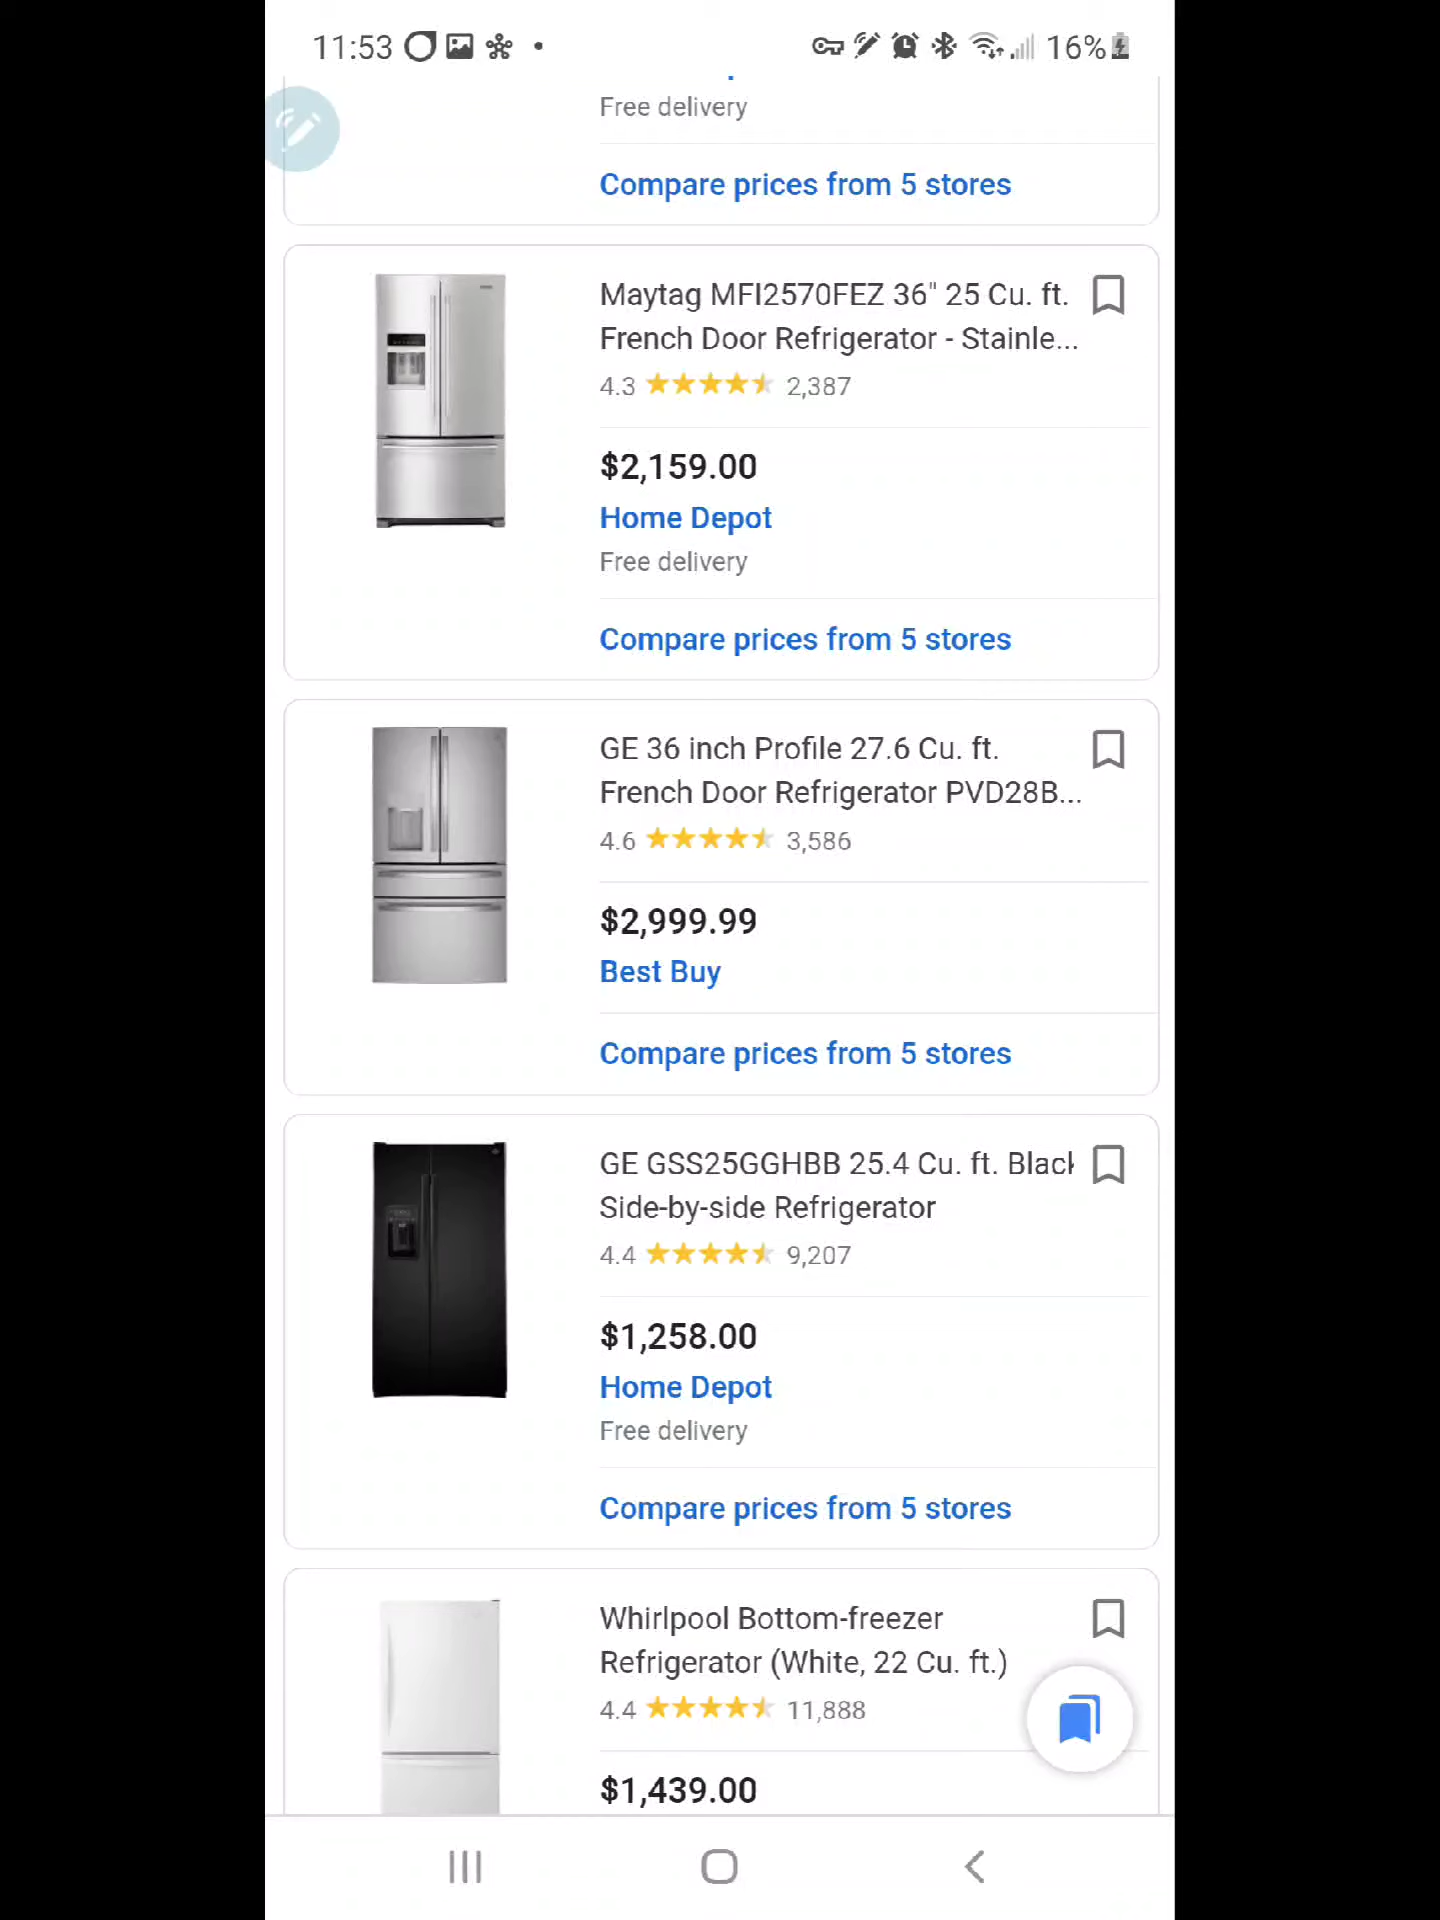 11:53
16%
Free delivery
Compare prices from 5 stores
Maytag MFI2570FEZ 36" 25 Cu. ft.
French Door Refrigerator - Stainle...
4.3 2,387
$2,159.00
Home Depot
Free delivery
Compare prices from 5 stores
GE 36 inch Profile 27.6 Cu. ft.
French Door Refrigerator PVD28B...
4.6 3,586
$2,999.99
Best Buy
Compare prices from 5 stores
GE GSS25GGHBB 25.4 Cu. ft. Black
Side-by-side Refrigerator
4.4 9,207
$1,258.00
Home Depot
Free delivery
Compare prices from 5 stores
Whirlpool Bottom-freezer
Refrigerator (White, 22 Cu. ft.)
4.4 11,888
$1,439.00